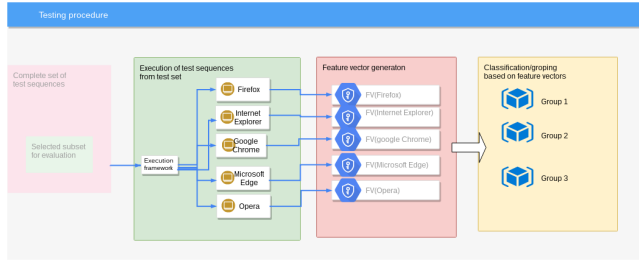 Testing procedure
Complete set of
test sequences
Selected subset
for evaluation
Execution of test sequences
from test set
Execution
framework
Firefox
Internet
Explorer
Google
Chrome
Microsoft
Edge
Opera
Feature vector generaton
FV(Firefox)
FV(Internet Explorer)
FV(google Chrome)
FV(Microsoft Edge)
FV(Opera)
Classification/groping
based on feature vectors
Group 1
Group 2
Group 3